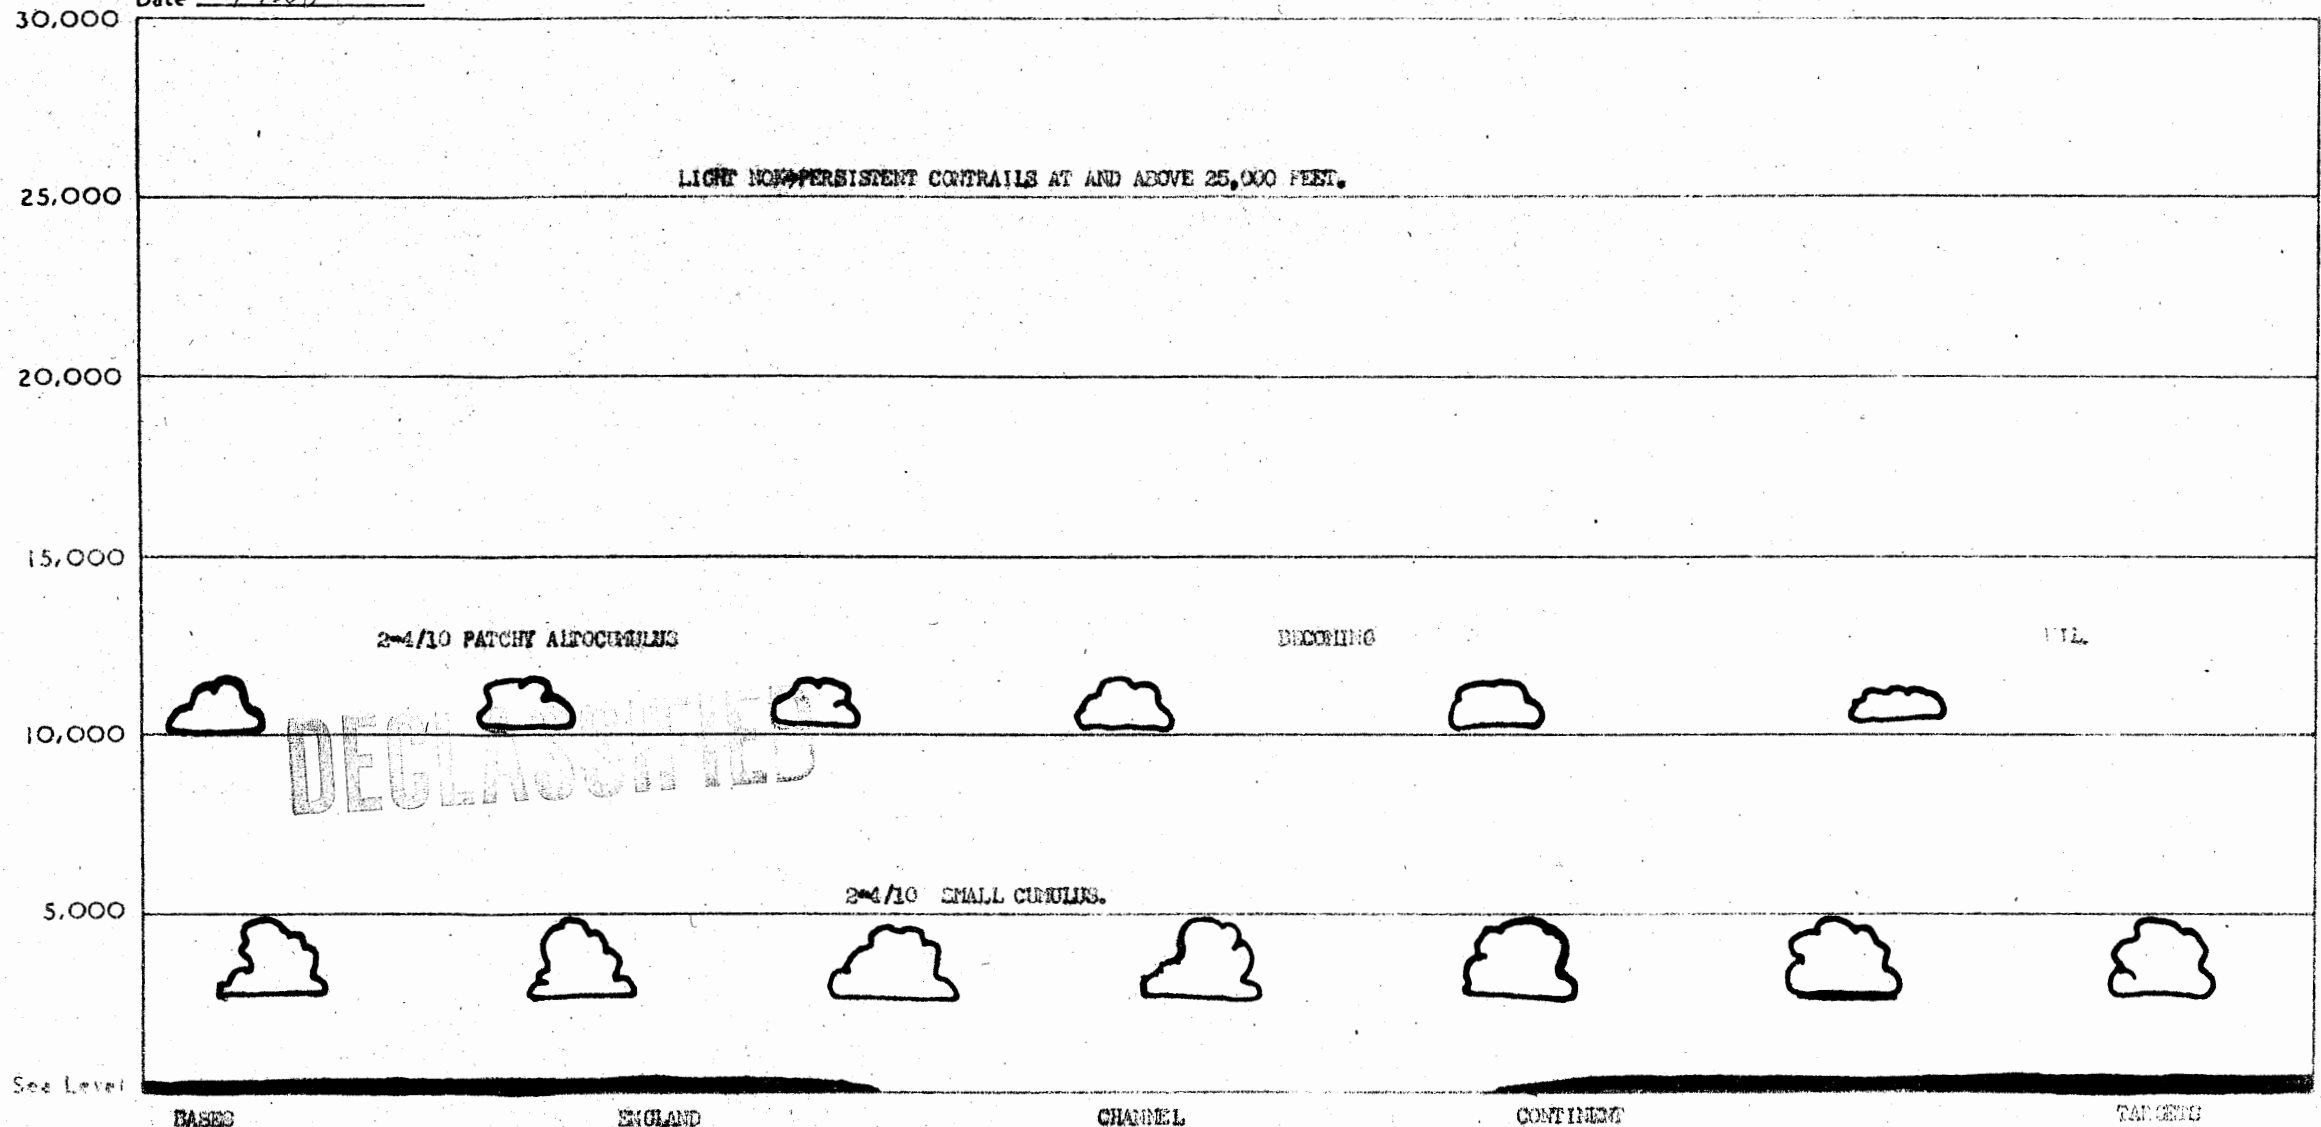 Date
30,000
LIGHT NON-PERSISTENT CONTRAILS AT AND ABOVE 25,000 FEET.
25,000
20,000
15,000
2-4/10 PATCHY ALTOCUMULUS BECOMING NIL.
10,000
DECLASSIFIED
2-4/10 SMALL CUMULUS.
5,000
Sea Level
BASES ENGLAND CHANNEL CONTINENT TARGETS